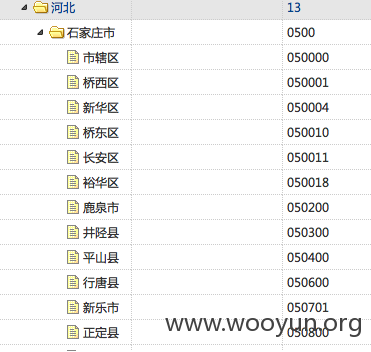 河北 13
石家庄市 0500
市辖区 050000
桥西区 050001
新华区 050004
桥东区 050010
长安区 050011
裕华区 050018
鹿泉市 050200
井陉县 050300
平山县 050400
行唐县 050600
新乐市 050701
正定县 050800
www.wooyun.org